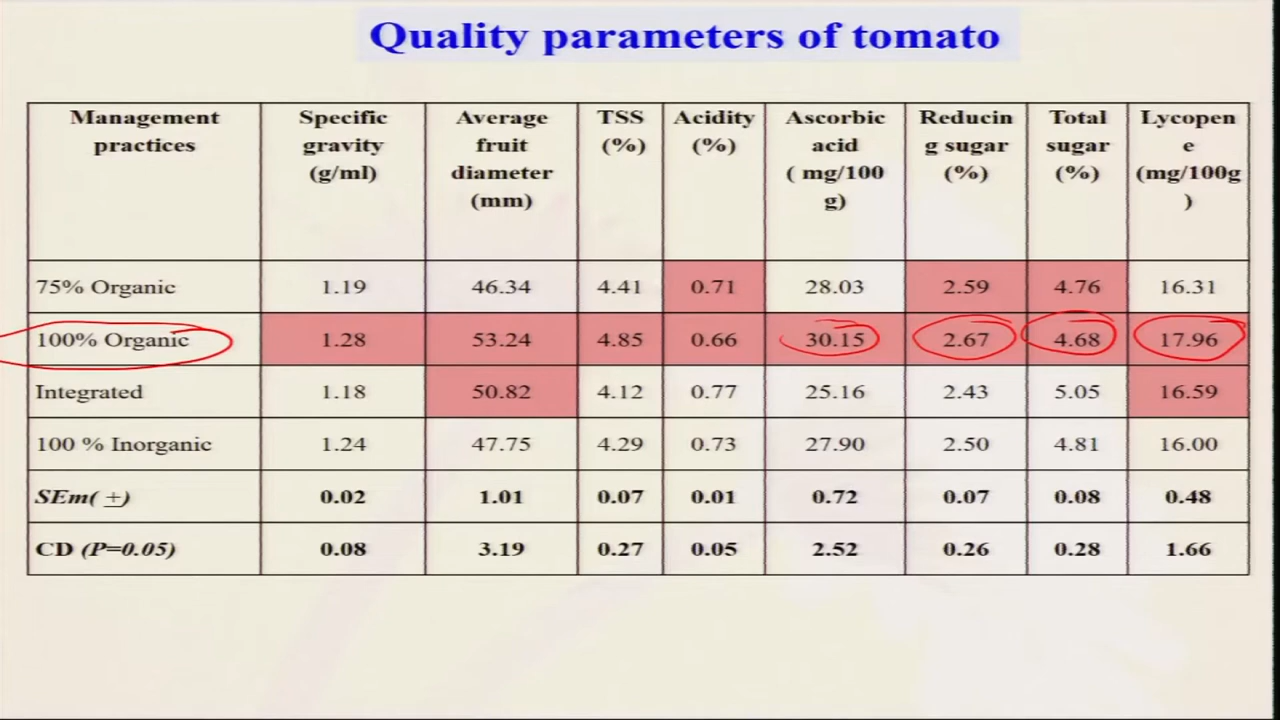 Quality parameters of tomato
Management practices Specific gravity (g/ml) Average fruit diameter (mm) TSS (%) Acidity (%) Ascorbic acid ( mg/100 g) Reducin g sugar (%) Total sugar (%) Lycopen e (mg/100g )
75% Organic 1.19 46.34 4.41 0.71 28.03 2.59 4.76 16.31
100% Organic 1.28 53.24 4.85 0.66 30.15 2.67 4.68 17.96
Integrated 1.18 50.82 4.12 0.77 25.16 2.43 5.05 16.59
100 % Inorganic 1.24 47.75 4.29 0.73 27.90 2.50 4.81 16.00
SEm( ±) 0.02 1.01 0.07 0.01 0.72 0.07 0.08 0.48
CD (P=0.05) 0.08 3.19 0.27 0.05 2.52 0.26 0.28 1.66